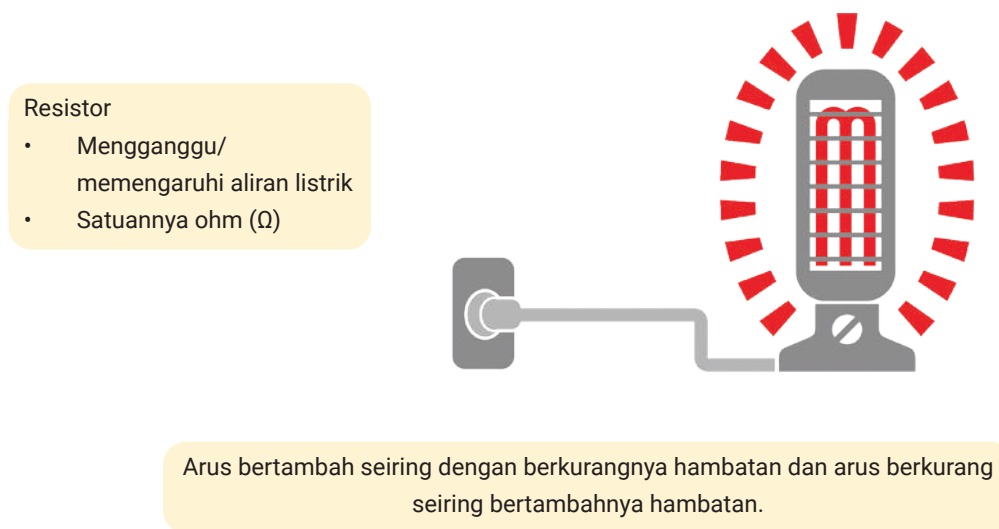 Resistor
• Mengganggu/
memengaruhi aliran listrik
• Satuannya ohm (Ω)
Arus bertambah seiring dengan berkurangnya hambatan dan arus berkurang
seiring bertambahnya hambatan.